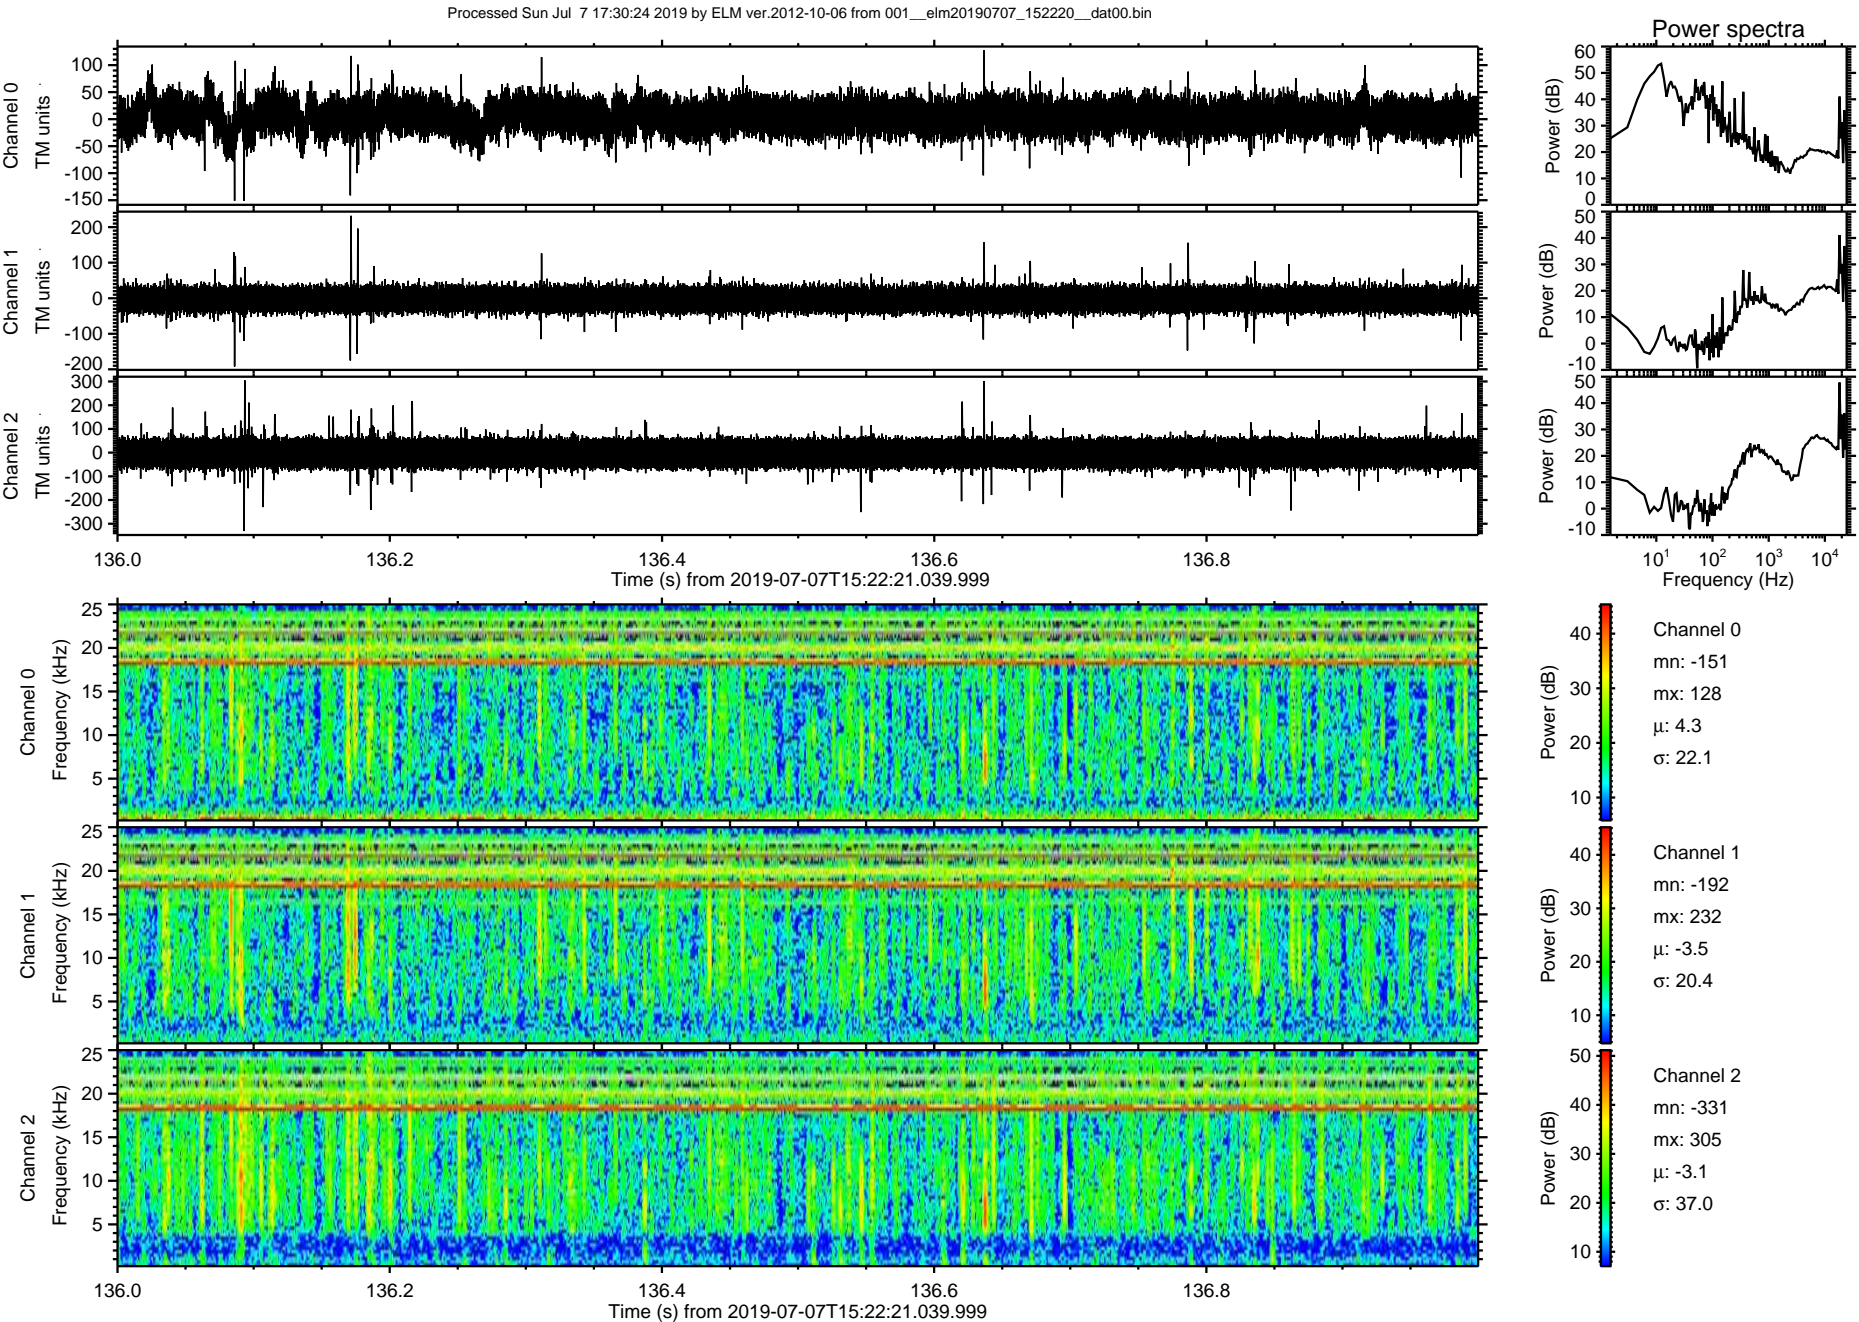 Processed Sun Jul  7 17:30:24 2019 by ELM ver.2012-10-06 from 001__elm20190707_152220__dat00.bin
Power spectra
Channel 0
TM units
100
50
0
-50
-100
-150
Power (dB)
60
50
40
30
20
10
0
Channel 1
TM units
200
100
0
-100
-200
Power (dB)
50
40
30
20
10
0
-10
Channel 2
TM units
300
200
100
0
-100
-200
-300
Power (dB)
50
40
30
20
10
0
-10
136.0 136.2 136.4 136.6 136.8
Time (s) from 2019-07-07T15:22:21.039.999
10^1 10^2 10^3 10^4
Frequency (Hz)
Channel 0
Frequency (kHz)
25
20
15
10
5
Power (dB)
40
30
20
10
Channel 0
mn: -151
mx: 128
μ: 4.3
σ: 22.1
Channel 1
Frequency (kHz)
25
20
15
10
5
Power (dB)
40
30
20
10
Channel 1
mn: -192
mx: 232
μ: -3.5
σ: 20.4
Channel 2
Frequency (kHz)
25
20
15
10
5
Power (dB)
50
40
30
20
10
Channel 2
mn: -331
mx: 305
μ: -3.1
σ: 37.0
136.0 136.2 136.4 136.6 136.8
Time (s) from 2019-07-07T15:22:21.039.999